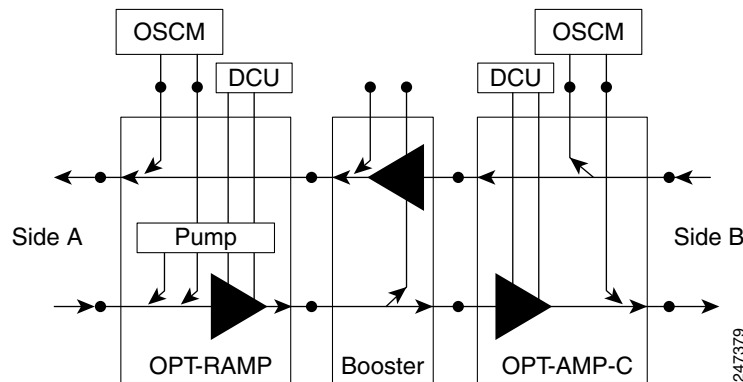 OSCM
OSCM
DCU
DCU
Side A
Pump
Side B
OPT-RAMP
Booster
OPT-AMP-C
247379